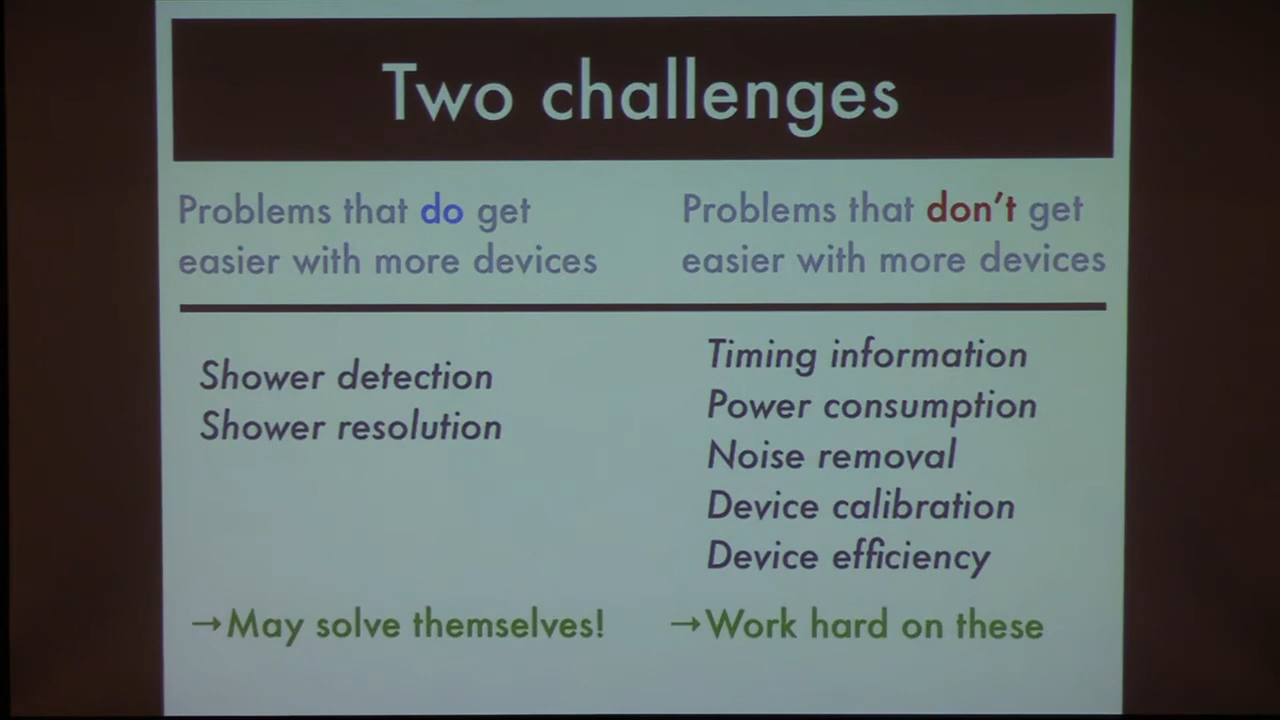 Two challenges
Problems that do get
easier with more devices
Problems that don't get
easier with more devices
Shower detection
Shower resolution
Timing information
Power consumption
Noise removal
Device calibration
Device efficiency
→May solve themselves!
→Work hard on these